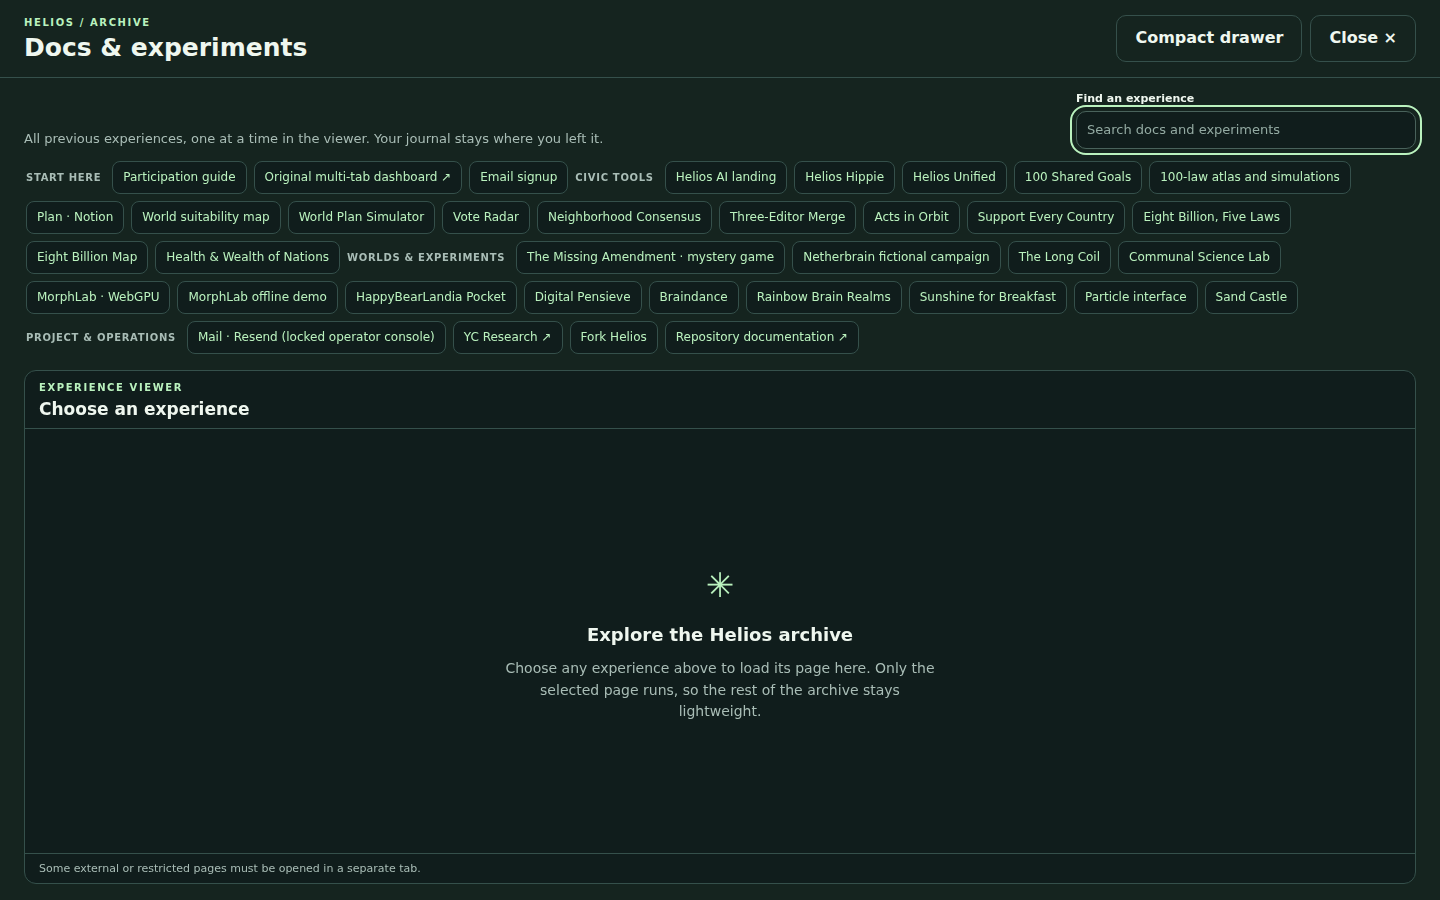 HELIOS / ARCHIVE
Docs & experiments
Compact drawer
Close ×
Find an experience
All previous experiences, one at a time in the viewer. Your journal stays where you left it.
Search docs and experiments
START HERE Participation guide Original multi-tab dashboard ↗ Email signup CIVIC TOOLS Helios AI landing Helios Hippie Helios Unified 100 Shared Goals 100-law atlas and simulations
Plan · Notion World suitability map World Plan Simulator Vote Radar Neighborhood Consensus Three-Editor Merge Acts in Orbit Support Every Country Eight Billion, Five Laws
Eight Billion Map Health & Wealth of Nations WORLDS & EXPERIMENTS The Missing Amendment · mystery game Netherbrain fictional campaign The Long Coil Communal Science Lab
MorphLab · WebGPU MorphLab offline demo HappyBearLandia Pocket Digital Pensieve Braindance Rainbow Brain Realms Sunshine for Breakfast Particle interface Sand Castle
PROJECT & OPERATIONS Mail · Resend (locked operator console) YC Research ↗ Fork Helios Repository documentation ↗
EXPERIENCE VIEWER
Choose an experience
Explore the Helios archive
Choose any experience above to load its page here. Only the
selected page runs, so the rest of the archive stays
lightweight.
Some external or restricted pages must be opened in a separate tab.